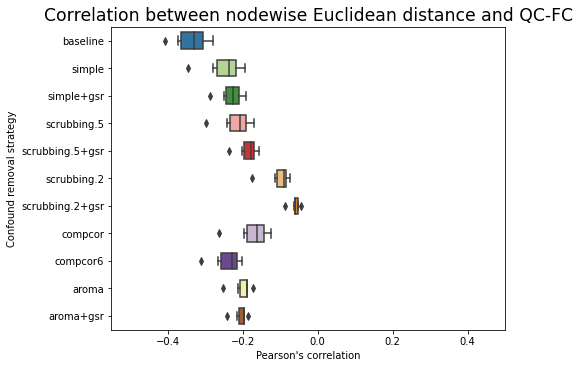 Correlation between nodewise Euclidean distance and QC-FC
Confound removal strategy
baseline
simple
simple+gsr
scrubbing.5
scrubbing.5+gsr
scrubbing.2
scrubbing.2+gsr
compcor
compcor6
aroma
aroma+gsr
−0.4 −0.2 0.0 0.2 0.4
Pearson's correlation